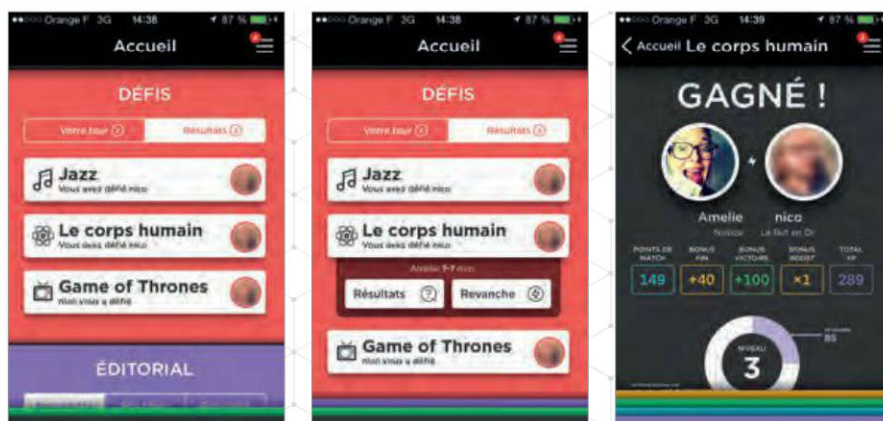 Orange F 3G 14:38 87 %
Accueil
DÉFIS
Votre tour Résultats
Jazz
Vous avez défié nico
Le corps humain
Vous avez défié nico
Game of Thrones
vous a défié
ÉDITORIAL
Orange F 3G 14:38 87 %
Accueil
DÉFIS
Votre tour Résultats
Jazz
Vous avez défié nico
Le corps humain
Vous avez défié nico
Amelie nico
Résultats Revanche
Game of Thrones
vous a défié
Orange F 3G 14:39 87 %
Accueil Le corps humain
GAGNÉ !
Amelie nico
Novice
POINTS DE MATCH
BONUS FIN
BONUS VICTOIRE
BONUS BOOST
TOTAL XP
149 +40 +100 ×1 289
NIVEAU
3
85